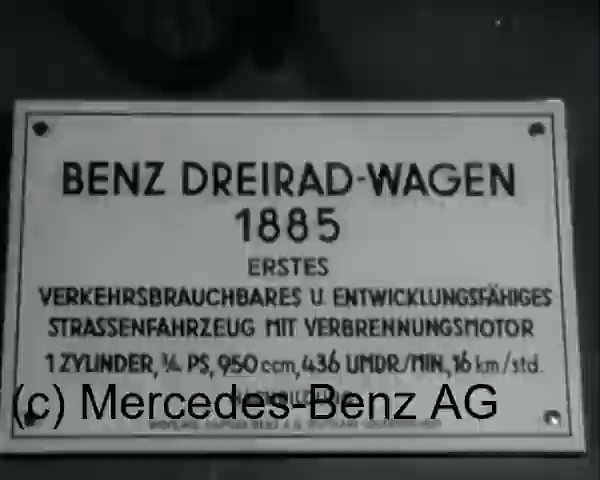 BENZ DREIRAD-WAGEN
1885
ERSTES
VERKEHRSBRAUCHBARES U. ENTWICKLUNGSFÄHIGES
STRASSENFAHRZEUG MIT VERBRENNUNGSMOTOR
1 ZYLINDER, ¾ PS, 950 ccm, 436 UMDR/MIN, 16 km/std.
(c) Mercedes-Benz AG